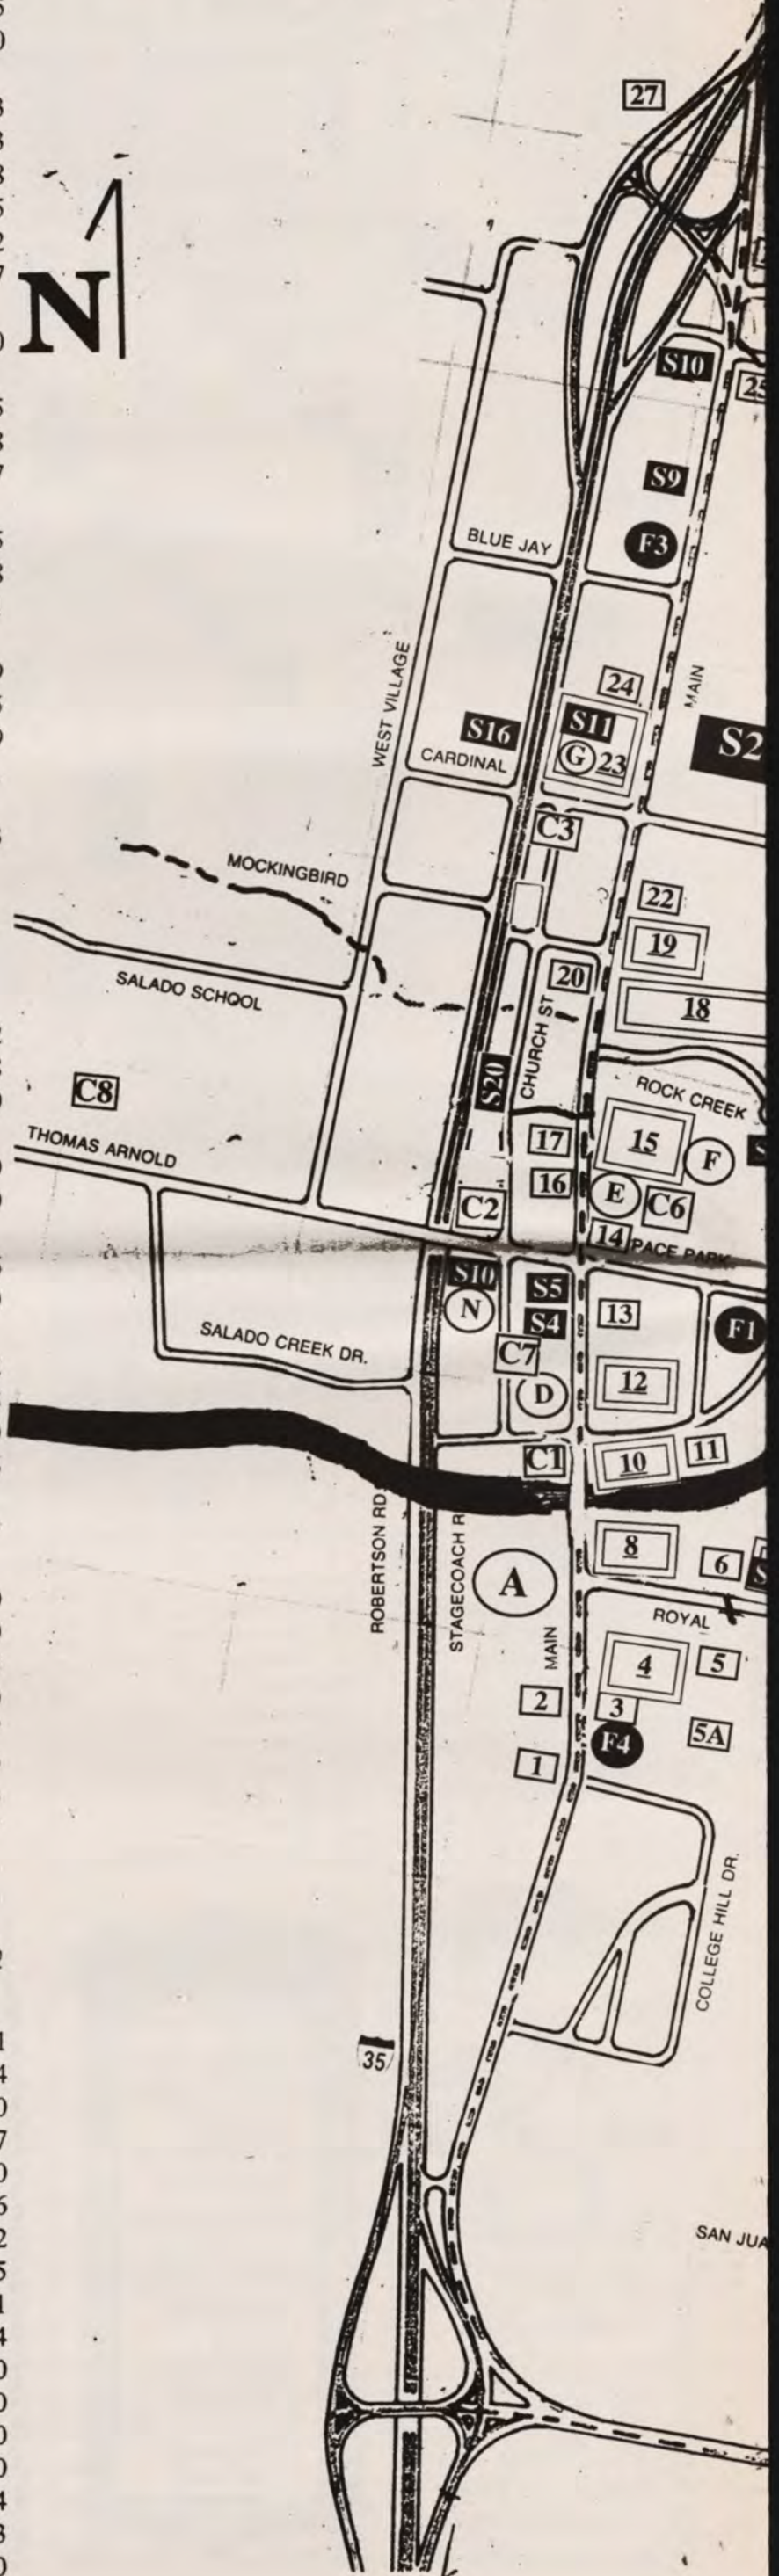 27
N
S10
25
S9
BLUE JAY
F3
WEST VILLAGE
24
MAIN
S11
S16
G 23
S2
CARDINAL
C3
MOCKINGBIRD
22
19
20
SALADO SCHOOL
18
CHURCH ST
S20
C8
ROCK CREEK
15
17
THOMAS ARNOLD
F
16
E
C6
C2
14
PACE PARK
S10
S5
N
13
S4
F1
SALADO CREEK DR.
C7
12
D
C1
10
11
ROBERTSON RD
STAGECOACH R
8
6
A
ROYAL
MAIN
4
5
2
3
5A
F4
1
COLLEGE HILL DR.
35
SAN JUA